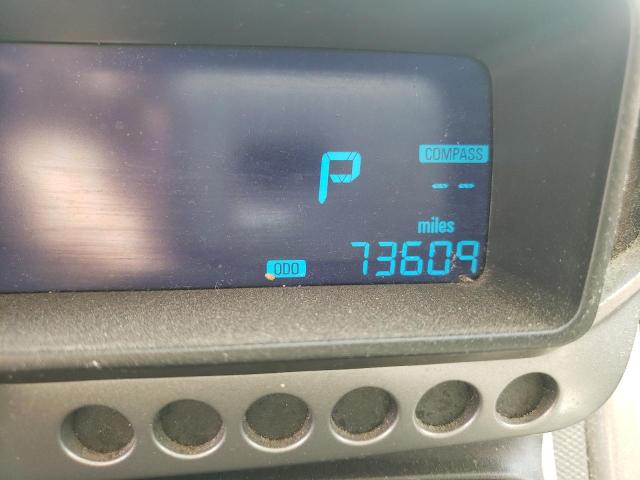 P
COMPASS
--
miles
ODO 73609